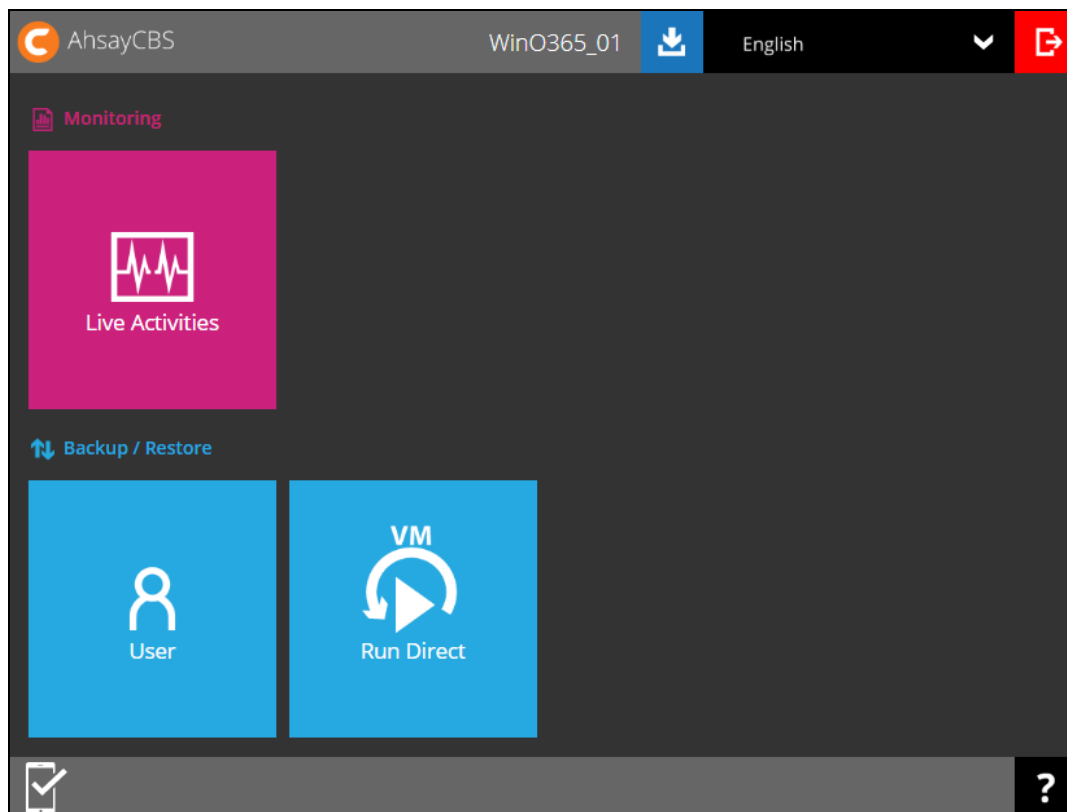 AhsayCBS
WinO365_01
English
Monitoring
Live Activities
Backup / Restore
User
VM
Run Direct
?